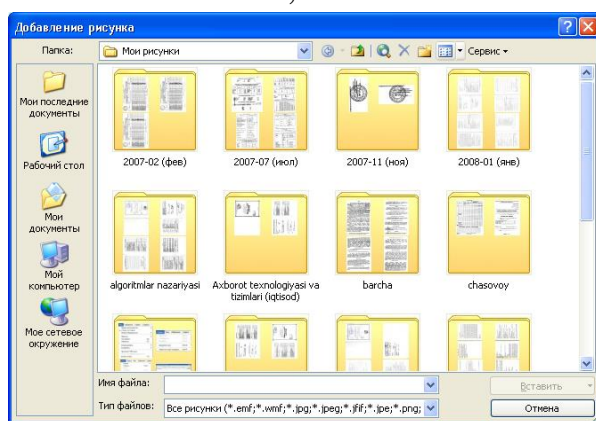 Добавление рисунка
Папка:
Мои рисунки
Сервис
Мои последние
документы
Рабочий стол
Мои
документы
Мой
компьютер
Мое сетевое
окружение
2007-02 (фев)
2007-07 (июл)
2007-11 (ноя)
2008-01 (янв)
algoritmlar nazariyasi
Axborot texnologiyasi va
tizimlari (iqtisod)
barcha
chasovoy
Имя файла:
Вставить
Тип файлов:
Все рисунки (*.emf;*.wmf;*.jpg;*.jpeg;*.jfif;*.jpe;*.png;
Отмена